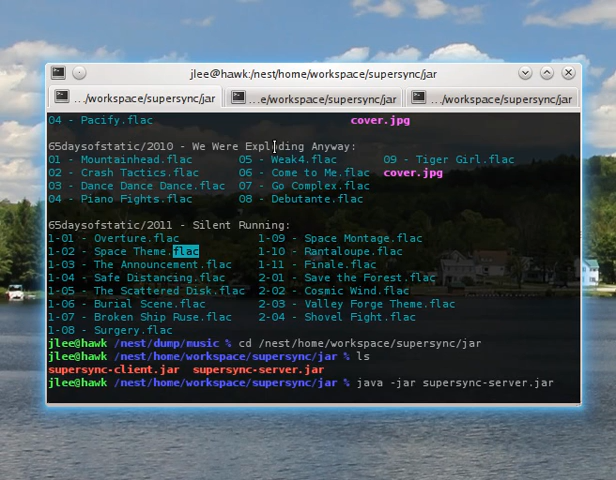 jlee@hawk:/nest/home/workspace/supersync/jar
.../workspace/supersync/jar ...e/workspace/supersync/jar .../workspace/supersync/jar
04 - Pacify.flac cover.jpg
65daysofstatic/2010 - We Were Exploding Anyway:
01 - Mountainhead.flac 05 - Weak4.flac 09 - Tiger Girl.flac
02 - Crash Tactics.flac 06 - Come to Me.flac cover.jpg
03 - Dance Dance Dance.flac 07 - Go Complex.flac
04 - Piano Fights.flac 08 - Debutante.flac
65daysofstatic/2011 - Silent Running:
1-01 - Overture.flac 1-09 - Space Montage.flac
1-02 - Space Theme.flac 1-10 - Rantaloupe.flac
1-03 - The Announcement.flac 1-11 - Finale.flac
1-04 - Safe Distancing.flac 2-01 - Save the Forest.flac
1-05 - The Scattered Disk.flac 2-02 - Cosmic Wind.flac
1-06 - Burial Scene.flac 2-03 - Valley Forge Theme.flac
1-07 - Broken Ship Ruse.flac 2-04 - Shovel Fight.flac
1-08 - Surgery.flac
jlee@hawk /nest/dump/music % cd /nest/home/workspace/supersync/jar
jlee@hawk /nest/home/workspace/supersync/jar % ls
supersync-client.jar supersync-server.jar
jlee@hawk /nest/home/workspace/supersync/jar % java -jar supersync-server.jar